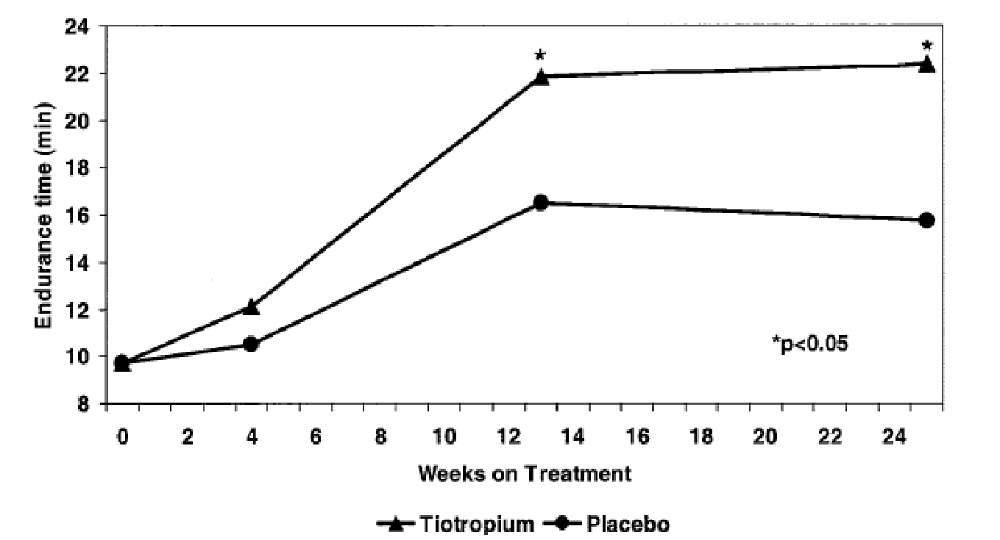 24
22
20
18
16
14
12
10
8
Endurance time (min)
*
*
*p<0.05
0 2 4 6 8 10 12 14 16 18 20 22 24
Weeks on Treatment
Tiotropium Placebo